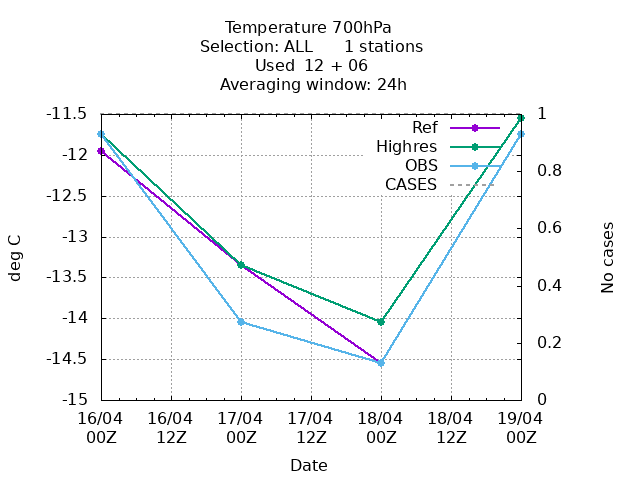 Temperature 700hPa
Selection: ALL      1 stations
Used  12 + 06
Averaging window: 24h
-11.5
-12
-12.5
-13
-13.5
-14
-14.5
-15
deg C
1
0.8
0.6
0.4
0.2
0
No cases
Ref
Highres
OBS
CASES
16/04 16/04 17/04 17/04 18/04 18/04 19/04
00Z 12Z 00Z 12Z 00Z 12Z 00Z
Date